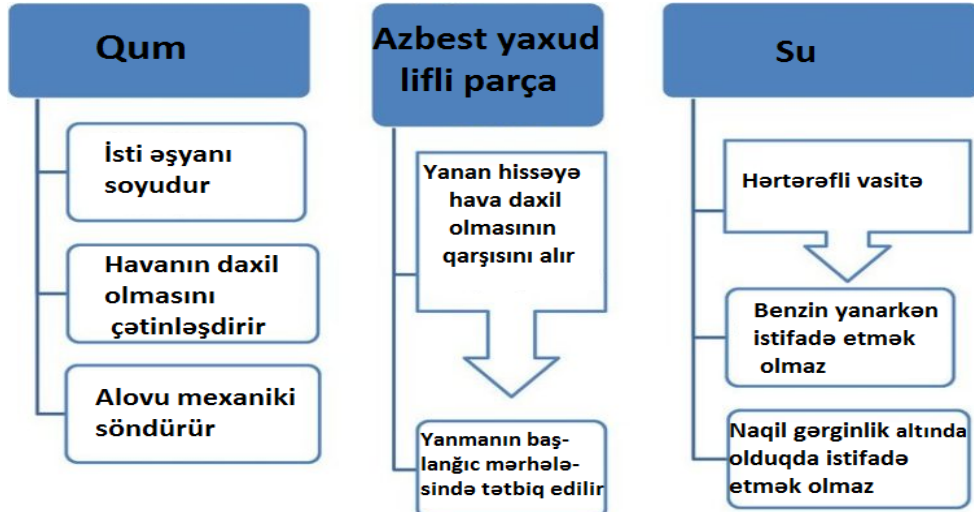 Qum
İsti əşyanı
soyudur
Havanın daxil
olmasını
çətinləşdirir
Alovu mexaniki
söndürür
Azbest yaxud
lifli parça
Yanan hissəyə
hava daxil
olmasının
qarşısını alır
Yanmanın baş-
lanğıc mərhələ-
sində tətbiq edilir
Su
Hərtərəfli vasitə
Benzin yanarkən
istifadə etmək
olmaz
Naqil gərginlik altında
olduqda istifadə
etmək olmaz